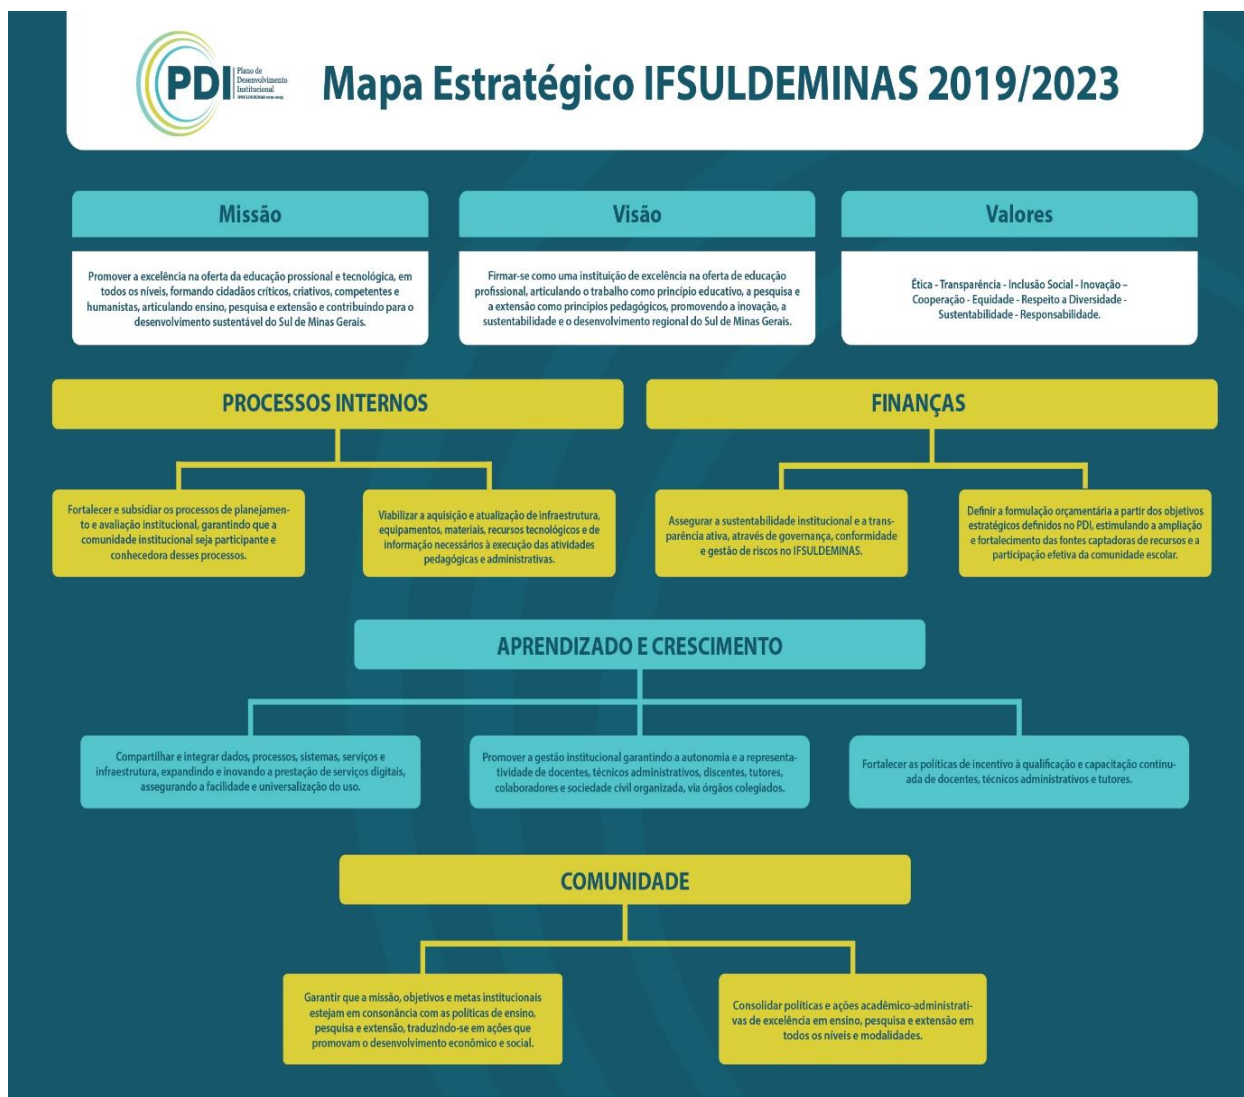 PDI
Plano de
Desenvolvimento
Institucional
Mapa Estratégico IFSULDEMINAS 2019/2023
Missão
Promover a excelência na oferta da educação prossional e tecnológica, em
todos os níveis, formando cidadãos críticos, criativos, competentes e
humanistas, articulando ensino, pesquisa e extensão e contribuindo para o
desenvolvimento sustentável do Sul de Minas Gerais.
Visão
Firmar-se como uma instituição de excelência na oferta de educação
profissional, articulando o trabalho como princípio educativo, a pesquisa e
a extensão como princípios pedagógicos, promovendo a inovação, a
sustentabilidade e o desenvolvimento regional do Sul de Minas Gerais.
Valores
Ética - Transparência - Inclusão Social - Inovação –
Cooperação - Equidade - Respeito a Diversidade -
Sustentabilidade - Responsabilidade.
PROCESSOS INTERNOS
Fortalecer e subsidiar os processos de planejamen-
to e avaliação institucional, garantindo que a
comunidade institucional seja participante e
conhecedora desses processos.
Viabilizar a aquisição e atualização de infraestrutura,
equipamentos, materiais, recursos tecnológicos e de
informação necessários à execução das atividades
pedagógicas e administrativas.
FINANÇAS
Assegurar a sustentabilidade institucional e a trans-
parência ativa, através de governança, conformidade
e gestão de riscos no IFSULDEMINAS.
Definir a formulação orçamentária a partir dos objetivos
estratégicos definidos no PDI, estimulando a ampliação
e fortalecimento das fontes captadoras de recursos e a
participação efetiva da comunidade escolar.
APRENDIZADO E CRESCIMENTO
Compartilhar e integrar dados, processos, sistemas, serviços e
infraestrutura, expandindo e inovando a prestação de serviços digitais,
assegurando a facilidade e universalização do uso.
Promover a gestão institucional garantindo a autonomia e a representa-
tividade de docentes, técnicos administrativos, discentes, tutores,
colaboradores e sociedade civil organizada, via órgãos colegiados.
Fortalecer as políticas de incentivo à qualificação e capacitação continu-
ada de docentes, técnicos administrativos e tutores.
COMUNIDADE
Garantir que a missão, objetivos e metas institucionais
estejam em consonância com as políticas de ensino,
pesquisa e extensão, traduzindo-se em ações que
promovam o desenvolvimento econômico e social.
Consolidar políticas e ações acadêmico-administrati-
vas de excelência em ensino, pesquisa e extensão em
todos os níveis e modalidades.